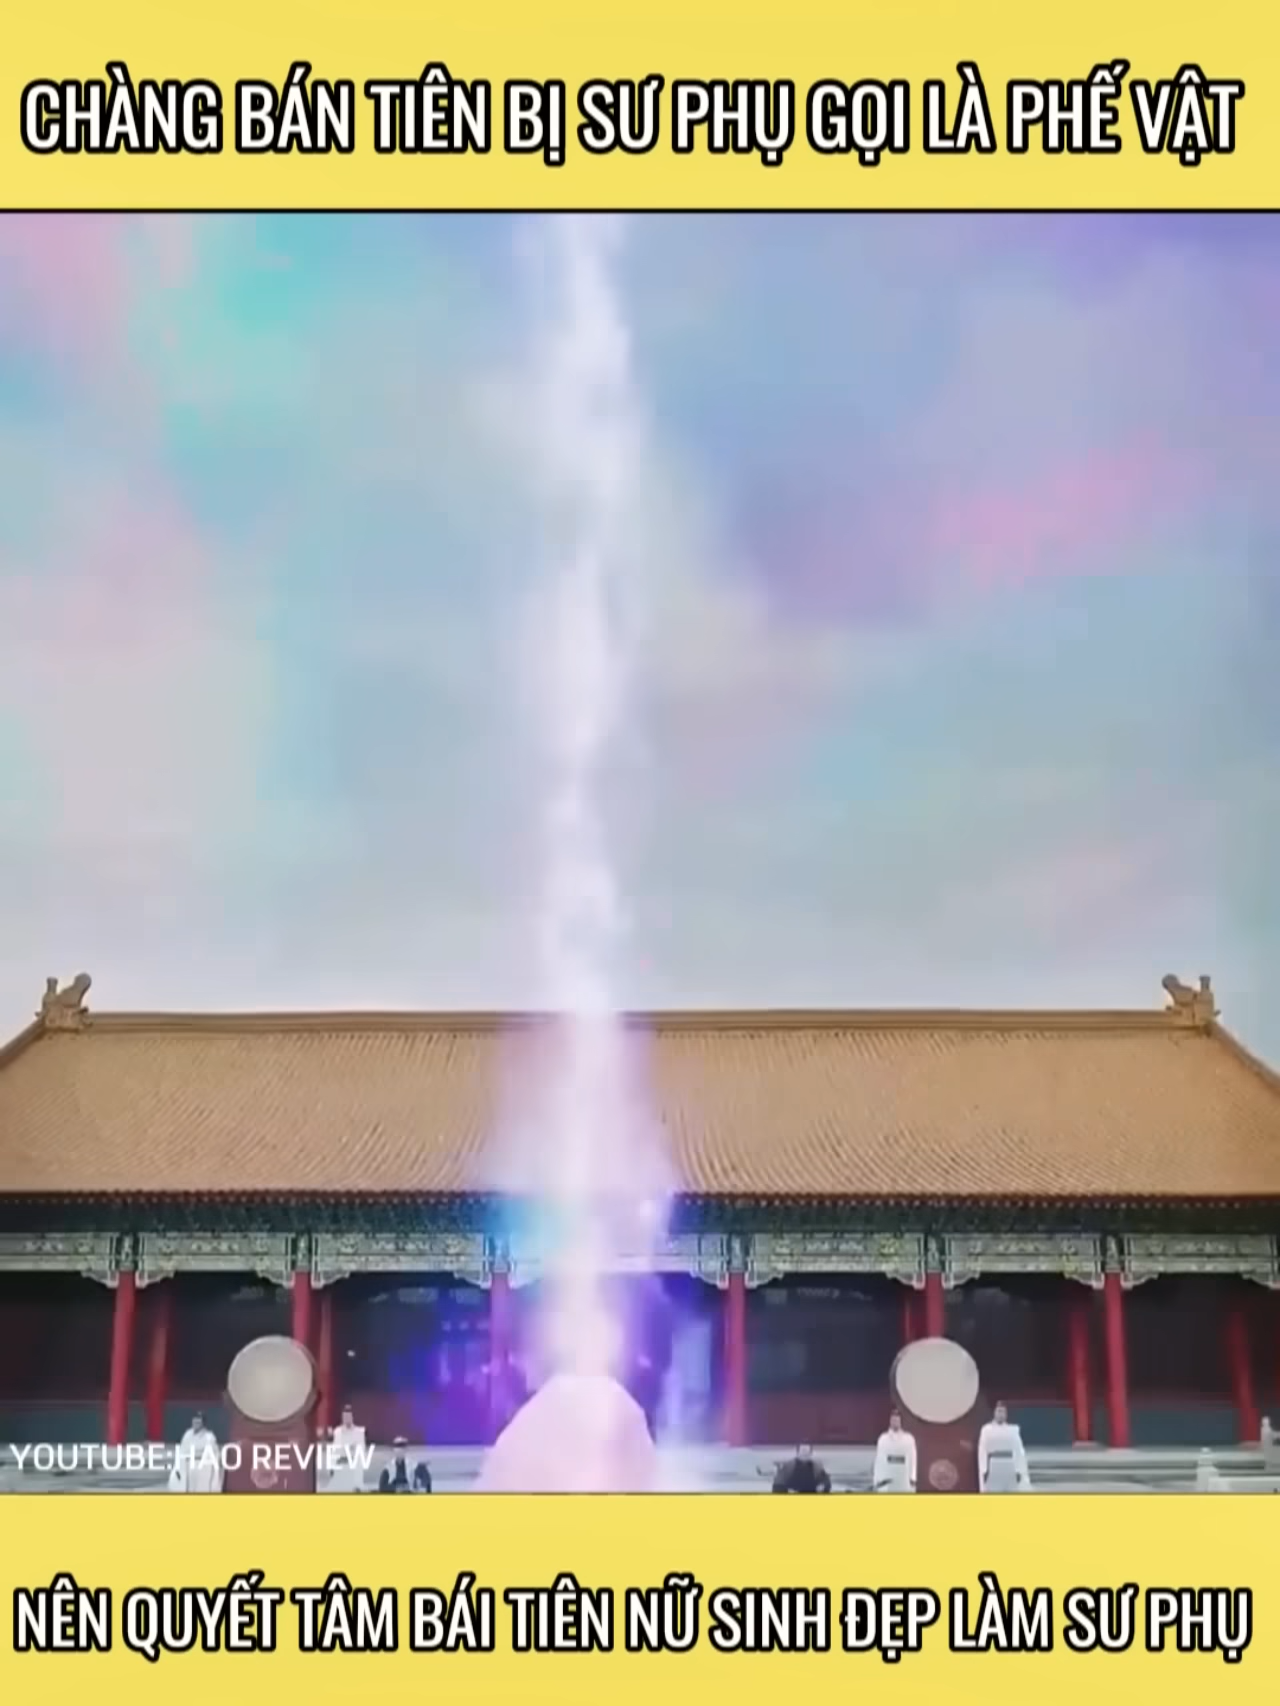 CHÀNG BÁN TIÊN BỊ SƯ PHỤ GỌI LÀ PHẾ VẬT
YOUTUBE:HAO REVIEW
NÊN QUYẾT TÂM BÁI TIÊN NỮ SINH ĐẸP LÀM SƯ PHỤ